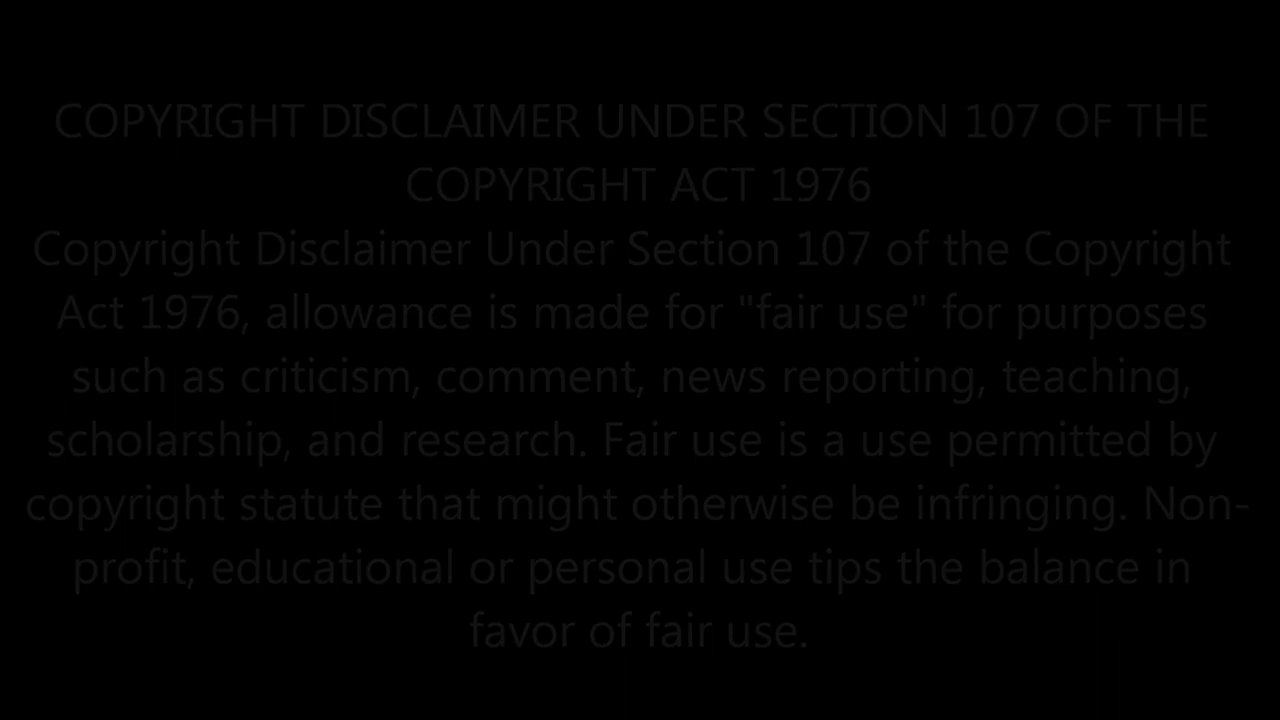 COPYRIGHT DISCLAIMER UNDER SECTION 107 OF THE
COPYRIGHT ACT 1976
Copyright Disclaimer Under Section 107 of the Copyright
Act 1976, allowance is made for "fair use" for purposes
such as criticism, comment, news reporting, teaching,
scholarship, and research. Fair use is a use permitted by
copyright statute that might otherwise be infringing. Non-
profit, educational or personal use tips the balance in
favor of fair use.